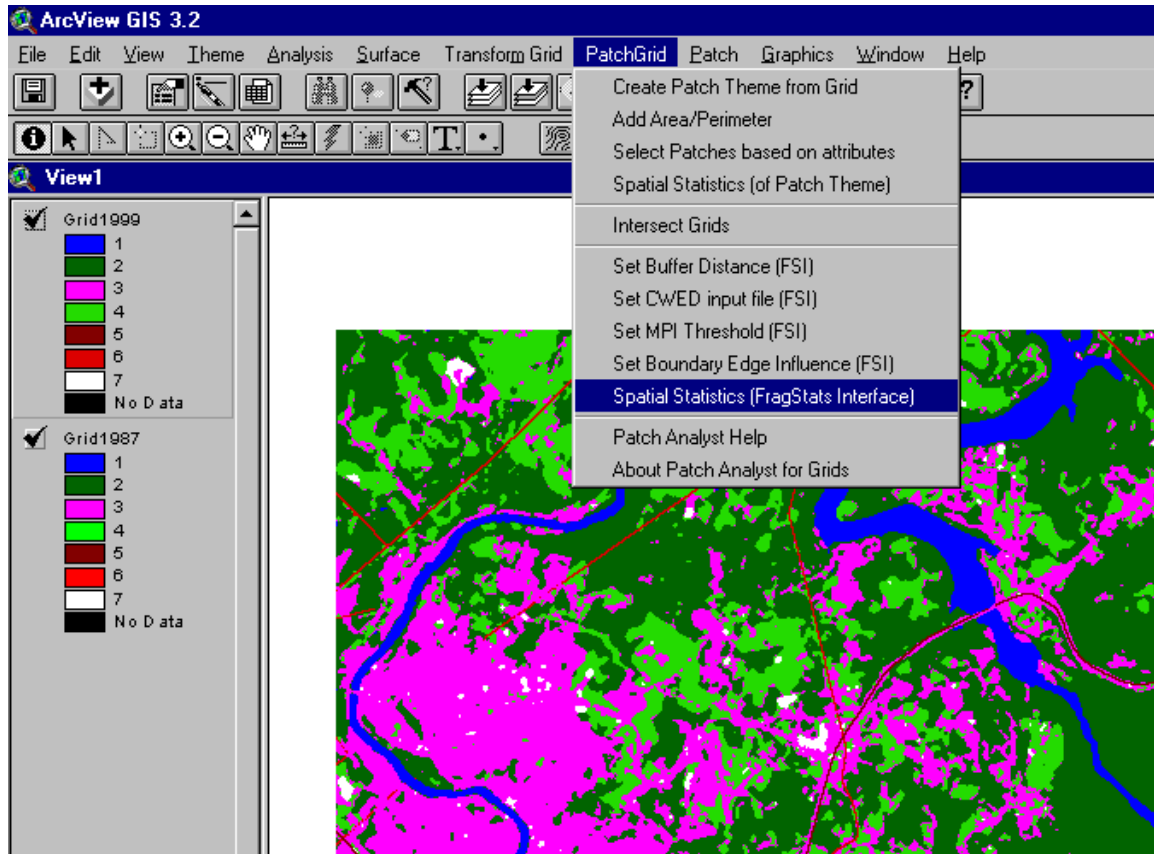 ArcView GIS 3.2
File Edit View Theme Analysis Surface Transform Grid PatchGrid Patch Graphics Window Help
Create Patch Theme from Grid
Add Area/Perimeter
Select Patches based on attributes
Spatial Statistics (of Patch Theme)
Intersect Grids
Set Buffer Distance (FSI)
Set CWED input file (FSI)
Set MPI Threshold (FSI)
Set Boundary Edge Influence (FSI)
Spatial Statistics (FragStats Interface)
Patch Analyst Help
About Patch Analyst for Grids
?
T
View1
Grid1999
1
2
3
4
5
6
7
No Data
Grid1987
1
2
3
4
5
6
7
No Data